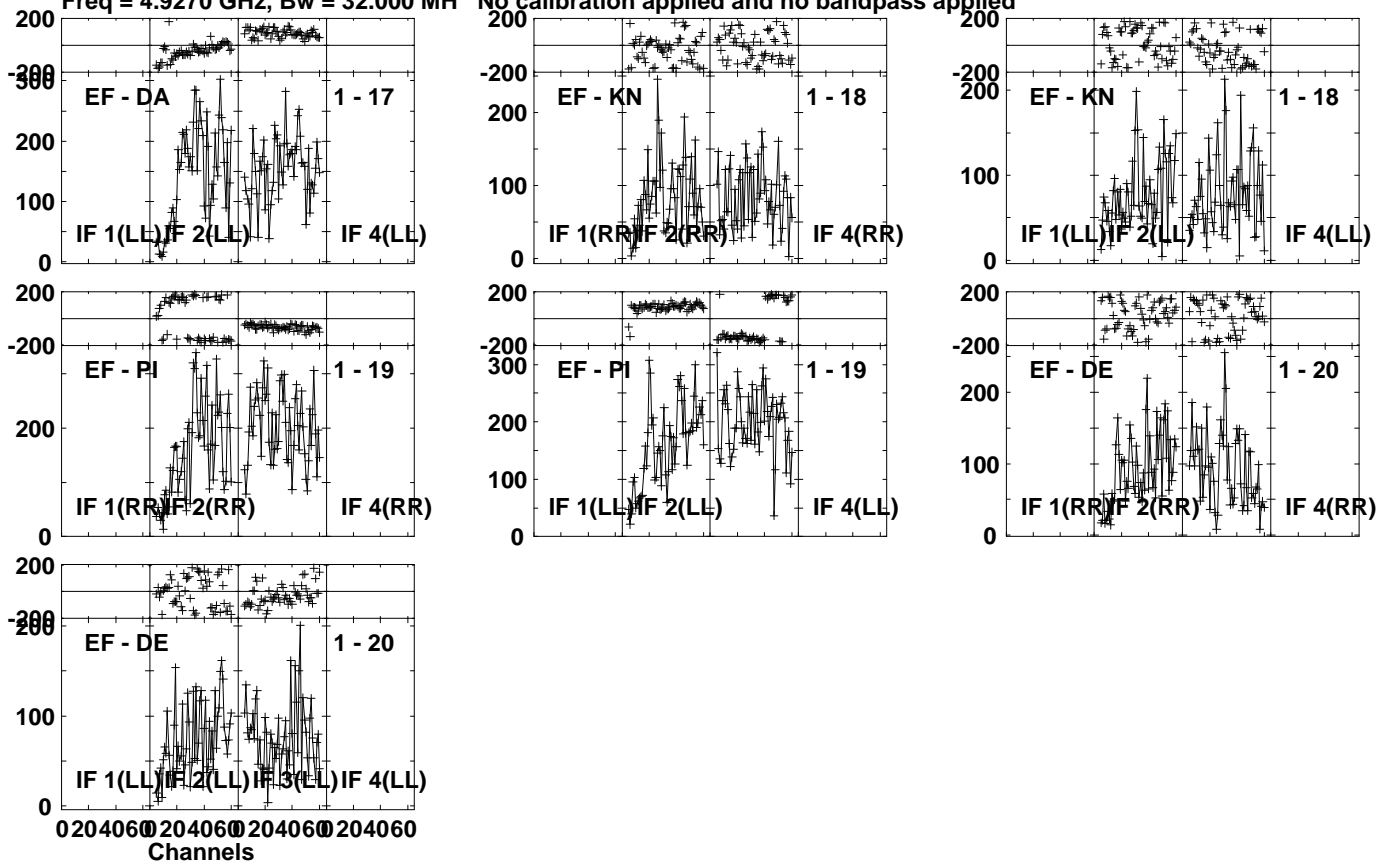 Freq = 4.9270 GHz, Bw = 32.000 MH No calibration applied and no bandpass applied
200
-200
300
200
100
0
EF - DA
1 - 17
IF 1(LL)
IF 2(LL)
IF 4(LL)
200
-200
200
100
0
EF - KN
1 - 18
IF 1(RR)
IF 2(RR)
IF 4(RR)
200
-200
200
100
0
EF - KN
1 - 18
IF 1(LL)
IF 2(LL)
IF 4(LL)
200
-200
200
100
0
EF - PI
1 - 19
IF 1(RR)
IF 2(RR)
IF 4(RR)
200
-200
300
200
100
0
EF - PI
1 - 19
IF 1(LL)
IF 2(LL)
IF 4(LL)
200
-200
200
100
0
EF - DE
1 - 20
IF 1(RR)
IF 2(RR)
IF 4(RR)
200
-200
200
100
0
EF - DE
1 - 20
IF 1(LL)
IF 2(LL)
IF 3(LL)
IF 4(LL)
0 20 40 60
0 20 40 60
0 20 40 60
0 20 40 60
Channels